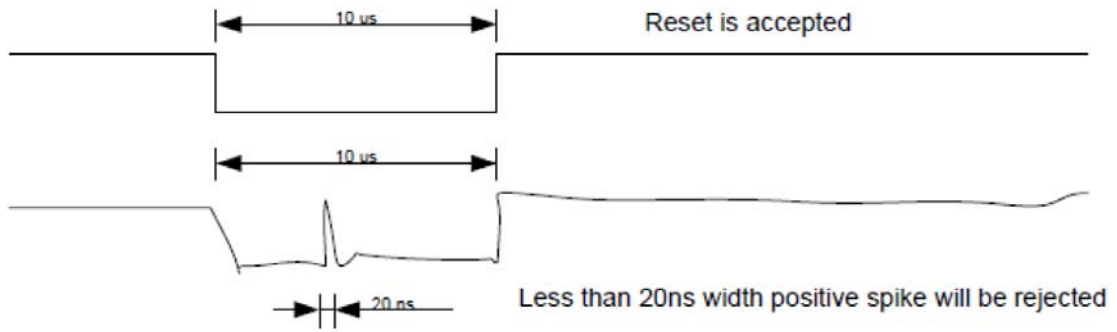 10 us
Reset is accepted
10 us
20 ns
Less than 20ns width positive spike will be rejected